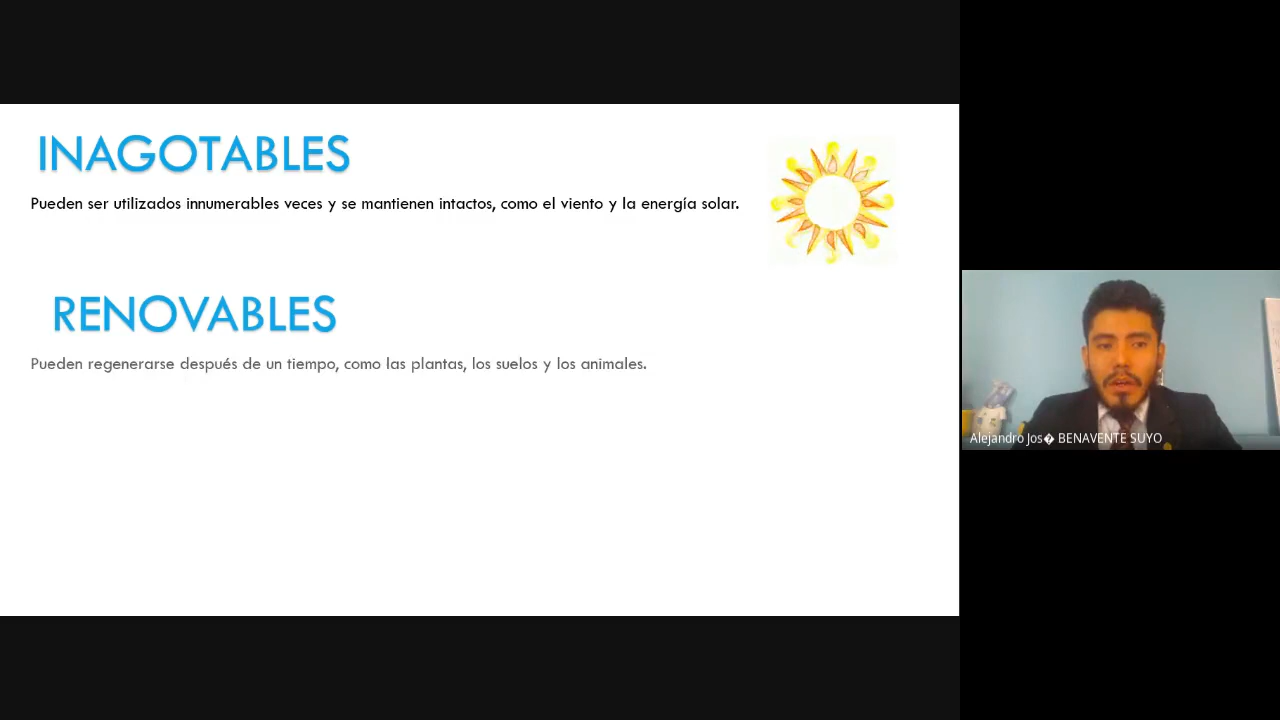 INAGOTABLES
Pueden ser utilizados innumerables veces y se mantienen intactos, como el viento y la energía solar.
RENOVABLES
Pueden regenerarse después de un tiempo, como las plantas, los suelos y los animales.
Alejandro Jos� BENAVENTE SUYO